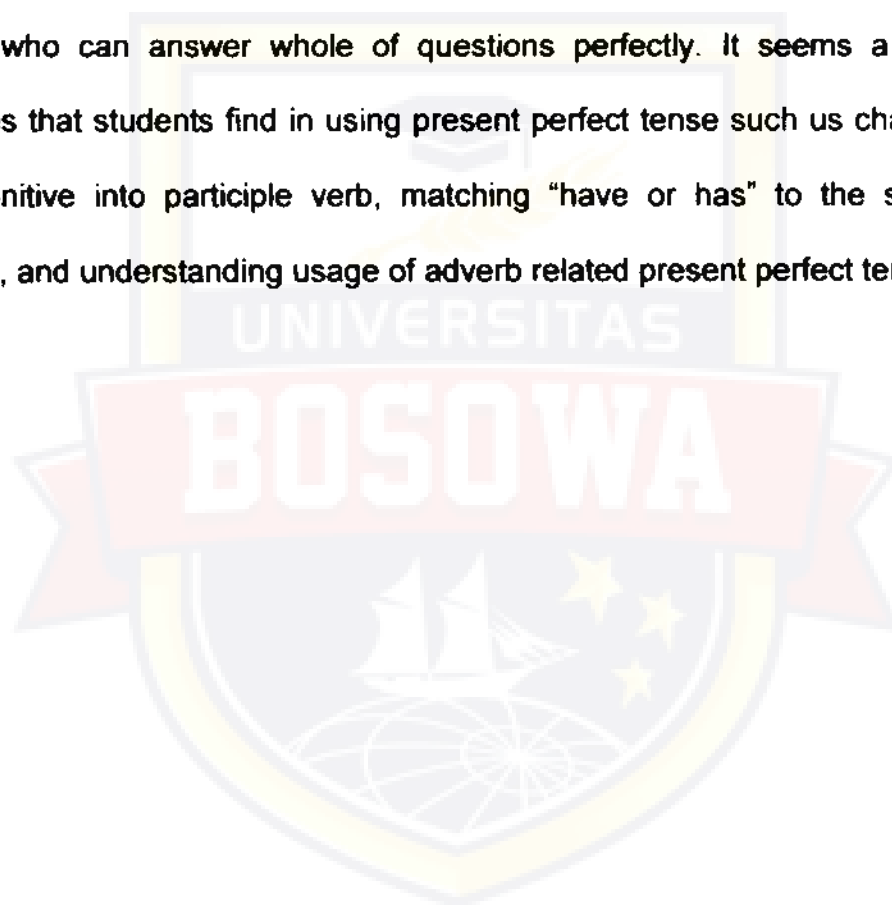 who can answer whole of questions perfectly. It seems a
s that students find in using present perfect tense such us cha
nitive into participle verb, matching “have or has” to the s
, and understanding usage of adverb related present perfect te
UNIVERSITAS
BOSOWA